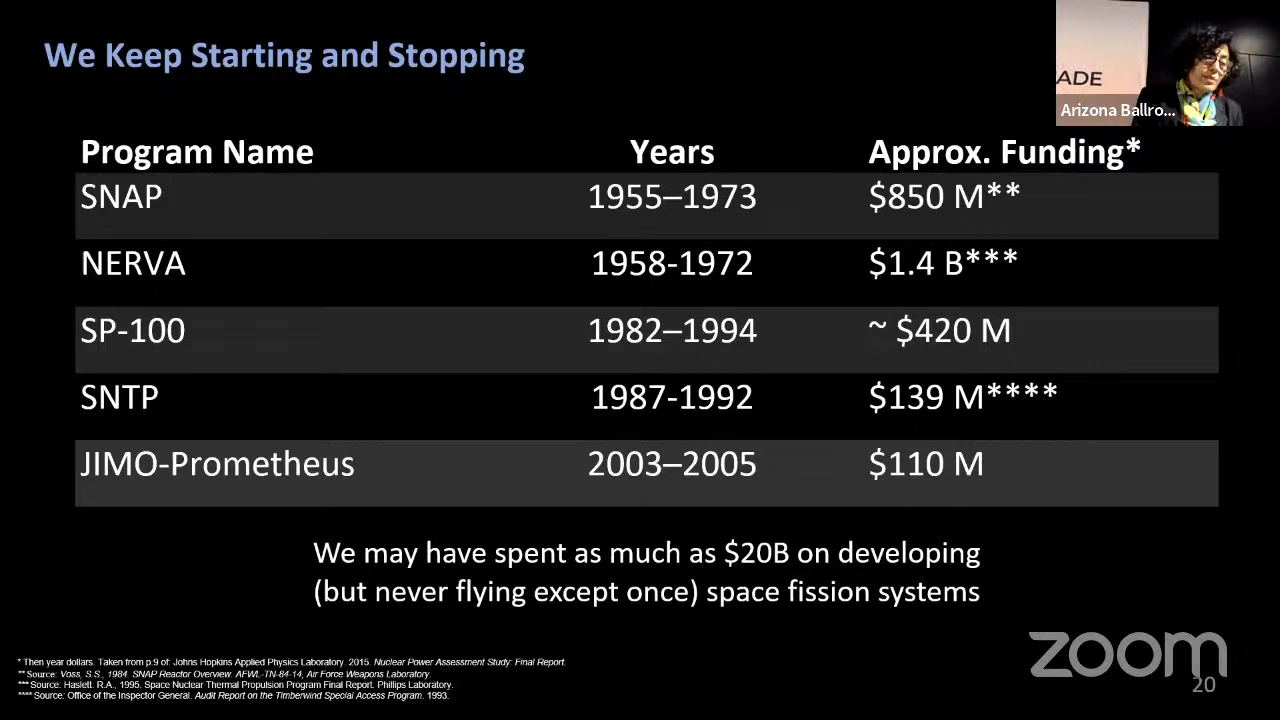 We Keep Starting and Stopping
ADE
Arizona Ballro...
Program Name Years Approx. Funding*
SNAP 1955–1973 $850 M**
NERVA 1958-1972 $1.4 B***
SP-100 1982–1994 ~ $420 M
SNTP 1987-1992 $139 M****
JIMO-Prometheus 2003–2005 $110 M
We may have spent as much as $20B on developing
(but never flying except once) space fission systems
* Then year dollars. Taken from p.9 of: Johns Hopkins Applied Physics Laboratory. 2015. Nuclear Power Assessment Study: Final Report.
** Source: Voss, S.S., 1984. SNAP Reactor Overview. AFWL-TN-84-14, Air Force Weapons Laboratory.
*** Source: Haslett. R.A., 1995. Space Nuclear Thermal Propulsion Program Final Report. Phillips Laboratory.
**** Source: Office of the Inspector General. Audit Report on the Timberwind Special Access Program. 1993.
zoom
20